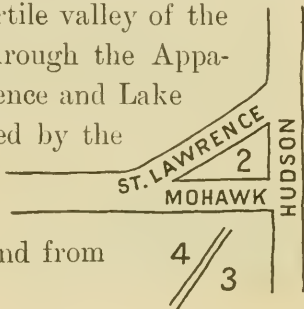 rtile valley of the
rough the Appa-
ence and Lake
ed by the
ST. LAWRENCE
2
HUDSON
MOHAWK
nd from
4
3